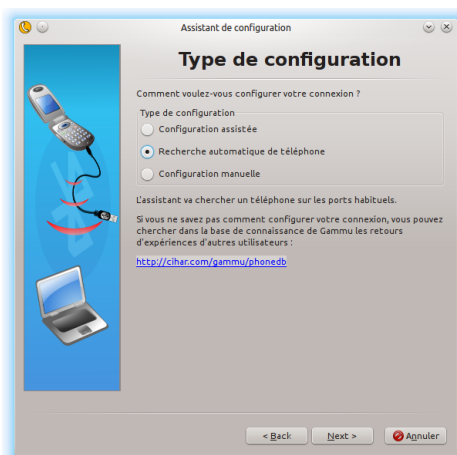 Assistant de configuration
Type de configuration
Comment voulez-vous configurer votre connexion ?
Type de configuration
Configuration assistée
Recherche automatique de téléphone
Configuration manuelle
L'assistant va chercher un téléphone sur les ports habituels.
Si vous ne savez pas comment configurer votre connexion, vous pouvez
chercher dans la base de connaissance de Gammu les retours
d'expériences d'autres utilisateurs :
http://cihar.com/gammu/phonedb
< Back Next > Annuler